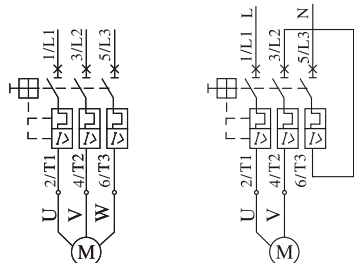 1/L1 3/L2 5/L3
I> I> I>
2/T1 4/T2 6/T3
U V W
M
L N
1/L1 3/L2 5/L3
I> I> I>
2/T1 4/T2 6/T3
U V
M